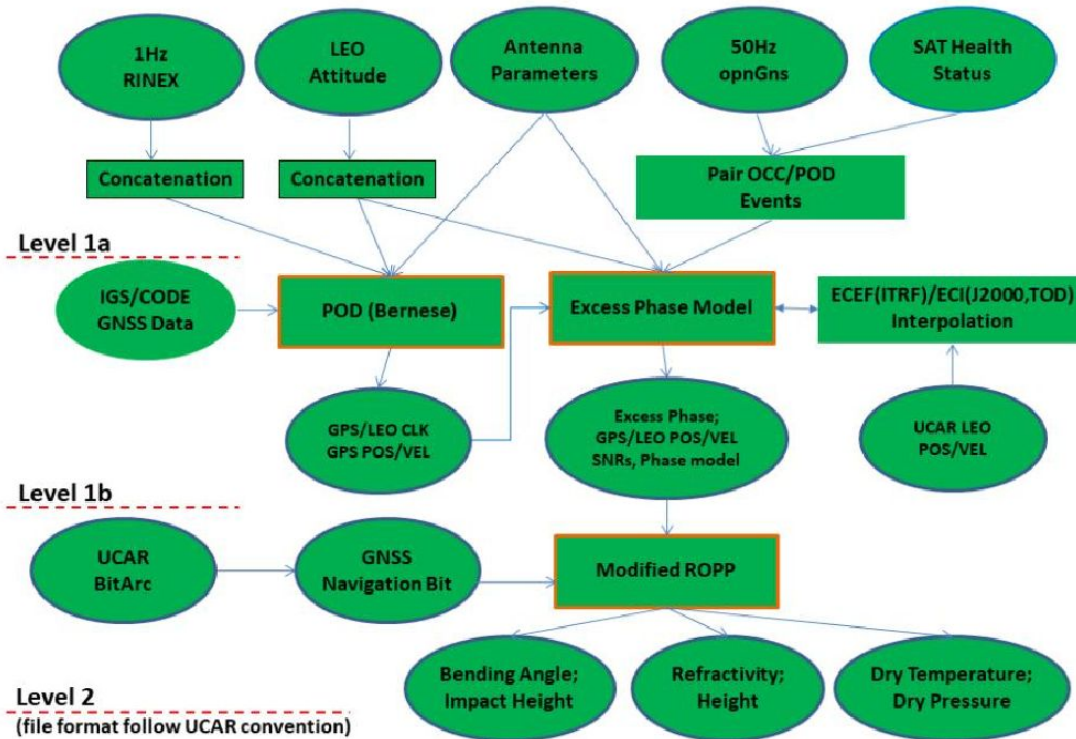 1Hz
RINEX
LEO
Attitude
Antenna
Parameters
50Hz
opnGns
SAT Health
Status
Concatenation
Concatenation
Pair OCC/POD
Events
Level 1a
IGS/CODE
GNSS Data
POD (Bernese)
Excess Phase Model
ECEF(ITRF)/ECI(J2000,TOD)
Interpolation
GPS/LEO CLK
GPS POS/VEL
Excess Phase;
GPS/LEO POS/VEL
SNRs, Phase model
UCAR LEO
POS/VEL
Level 1b
UCAR
BitArc
GNSS
Navigation Bit
Modified ROPP
Bending Angle;
Impact Height
Refractivity;
Height
Dry Temperature;
Dry Pressure
Level 2
(file format follow UCAR convention)